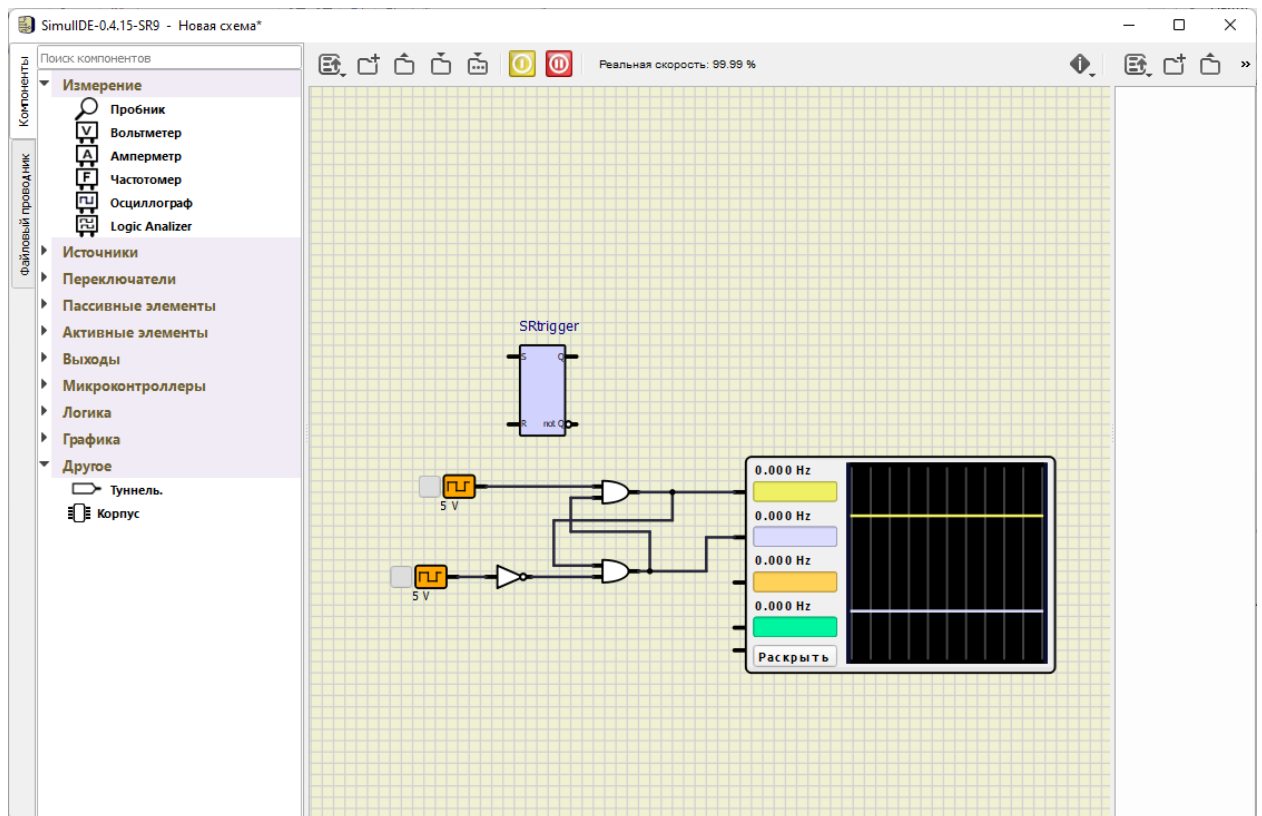 SimulIDE-0.4.15-SR9 - Новая схема*
Компоненты
Файловый проводник
Поиск компонентов
Измерение
Пробник
Вольтметер
Амперметр
Частотомер
Осциллограф
Logic Analizer
Источники
Переключатели
Пассивные элементы
Активные элементы
Выходы
Микроконтроллеры
Логика
Графика
Другое
Туннель.
Корпус
Реальная скорость: 99.99 %
»
SRtrigger
S Q
R not Q
5 V
5 V
V
A
F
0.000 Hz
0.000 Hz
0.000 Hz
0.000 Hz
Раскрыть